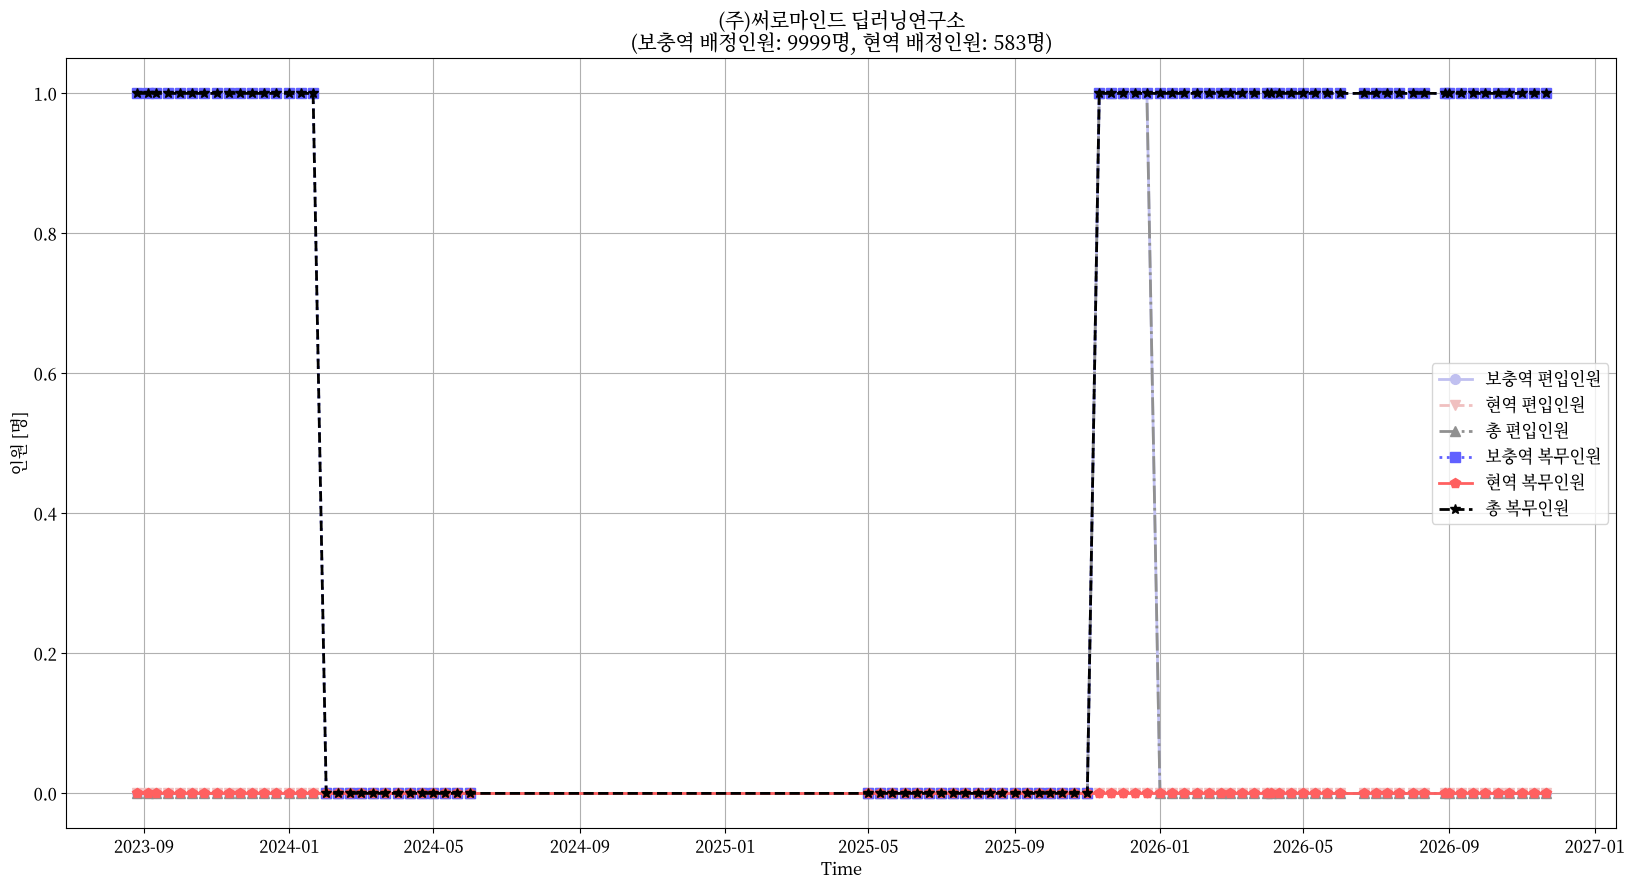 (주)써로마인드 딥러닝연구소
(보충역 배정인원: 9999명, 현역 배정인원: 583명)
1.0
0.8
0.6
0.4
0.2
0.0
인원 [명]
보충역 편입인원
현역 편입인원
총 편입인원
보충역 복무인원
현역 복무인원
총 복무인원
2023-09 2024-01 2024-05 2024-09 2025-01 2025-05 2025-09 2026-01 2026-05 2026-09 2027-01
Time